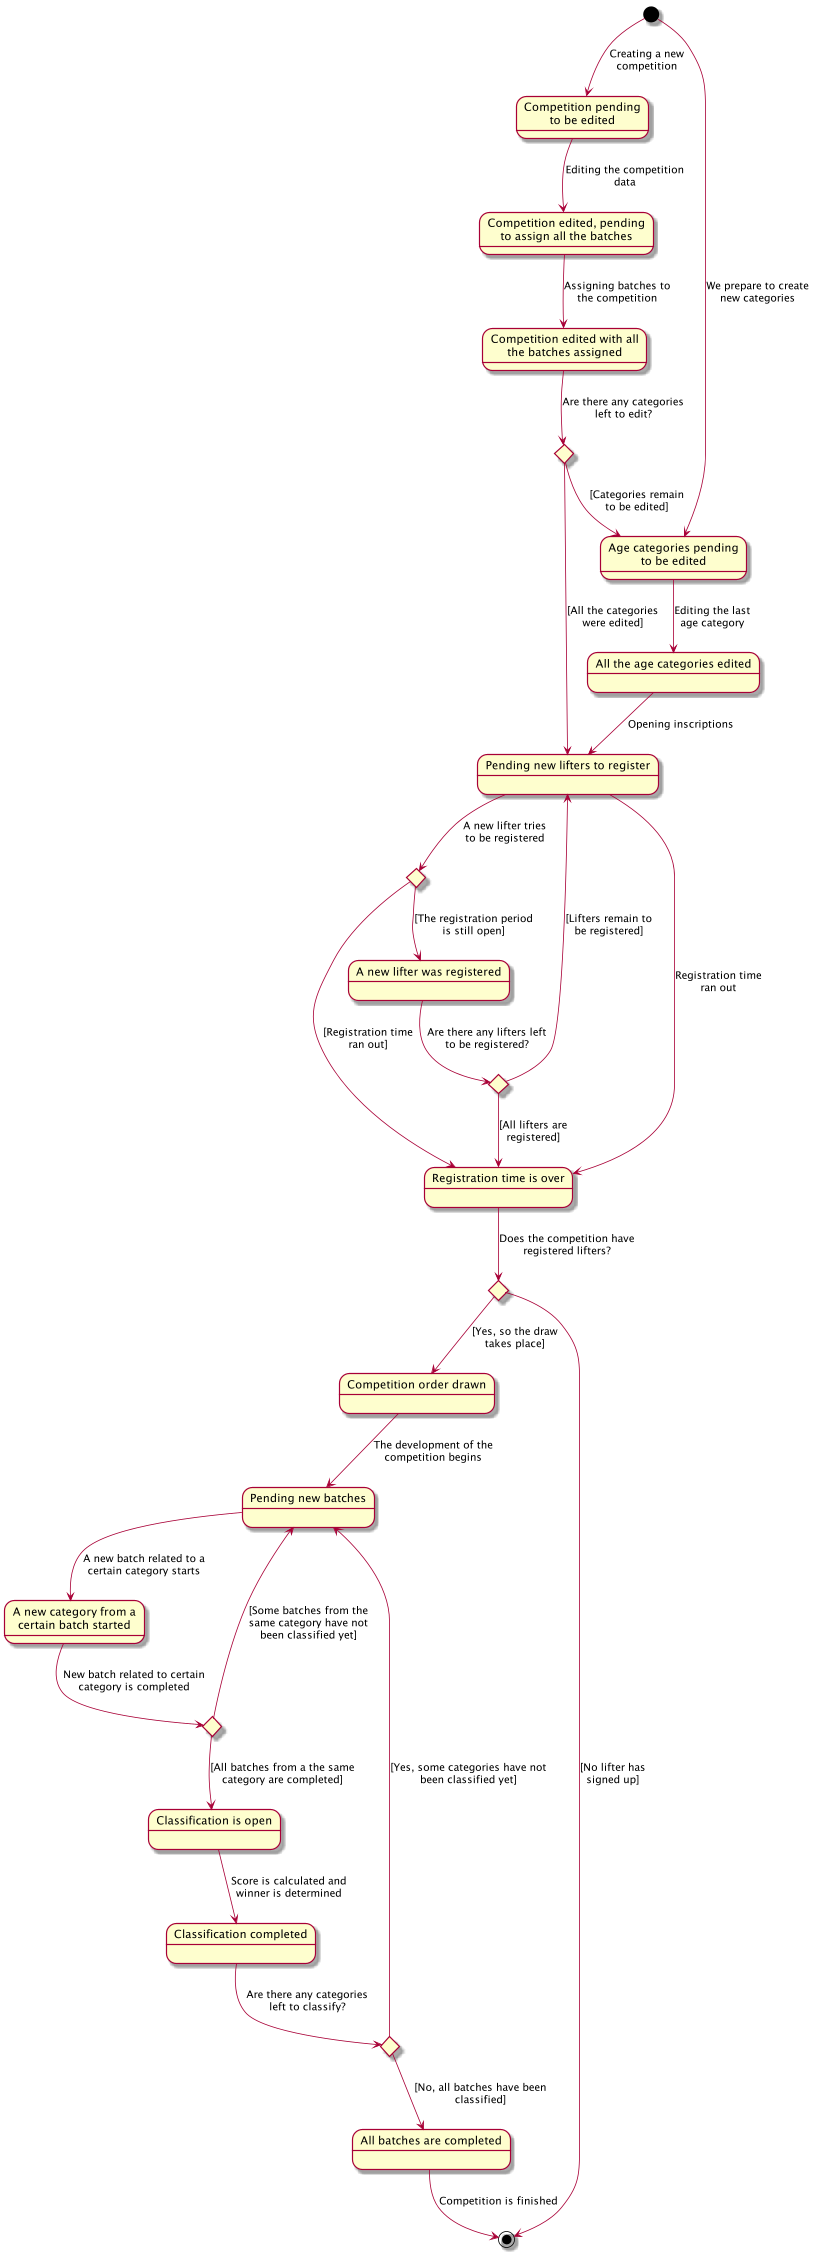 Creating a new
competition
Competition pending
to be edited
Editing the competition
data
Competition edited, pending
to assign all the batches
Assigning batches to
the competition
We prepare to create
new categories
Competition edited with all
the batches assigned
Are there any categories
left to edit?
[Categories remain
to be edited]
Age categories pending
to be edited
[All the categories
were edited]
Editing the last
age category
All the age categories edited
Opening inscriptions
Pending new lifters to register
A new lifter tries
to be registered
[The registration period
is still open]
[Lifters remain to
be registered]
A new lifter was registered
Registration time
ran out
[Registration time
ran out]
Are there any lifters left
to be registered?
[All lifters are
registered]
Registration time is over
Does the competition have
registered lifters?
[Yes, so the draw
takes place]
Competition order drawn
The development of the
competition begins
Pending new batches
A new batch related to a
certain category starts
A new category from a
certain batch started
[Some batches from the
same category have not
been classified yet]
New batch related to certain
category is completed
[All batches from a the same
category are completed]
[Yes, some categories have not
been classified yet]
[No lifter has
signed up]
Classification is open
Score is calculated and
winner is determined
Classification completed
Are there any categories
left to classify?
[No, all batches have been
classified]
All batches are completed
Competition is finished